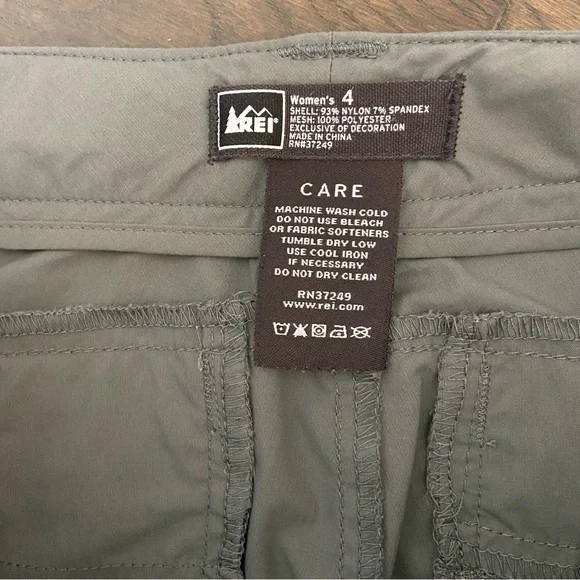 REI®
Women's 4
SHELL: 93% NYLON 7% SPANDEX
MESH: 100% POLYESTER
EXCLUSIVE OF DECORATION
MADE IN CHINA
RN#37249
CARE
MACHINE WASH COLD
DO NOT USE BLEACH
OR FABRIC SOFTENERS
TUMBLE DRY LOW
USE COOL IRON
IF NECESSARY
DO NOT DRY CLEAN
RN37249
www.rei.com